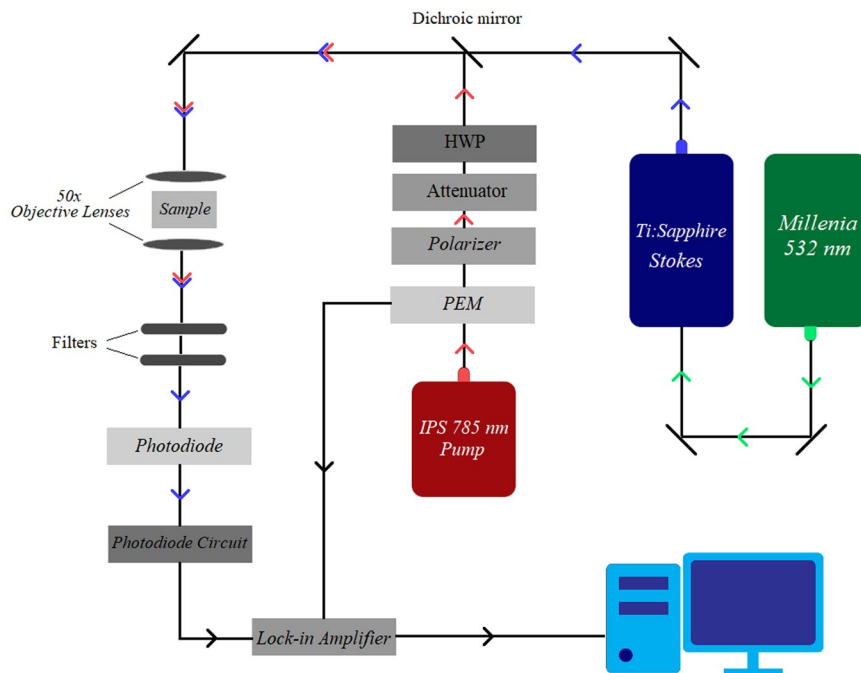 Dichroic mirror
HWP
Attenuator
Polarizer
PEM
IPS 785 nm
Pump
50x
Objective Lenses
Sample
Filters
Photodiode
Photodiode Circuit
Lock-in Amplifier
Ti:Sapphire
Stokes
Millenia
532 nm